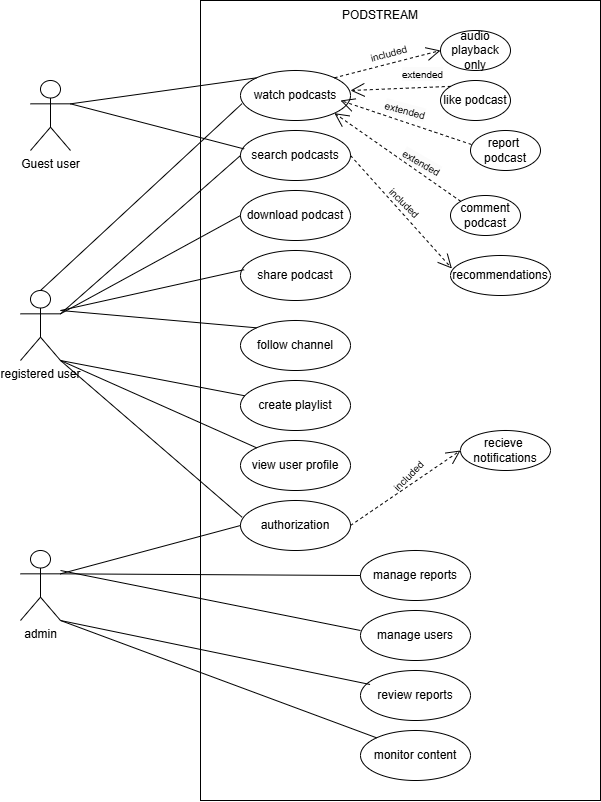 PODSTREAM
audio
playback
only
included
watch podcasts
extended
like podcast
extended
report
podcast
Guest user
search podcasts
extended
included
comment
podcast
download podcast
share podcast
recommendations
registered user
follow channel
create playlist
view user profile
recieve
notifications
included
authorization
manage reports
admin
manage users
review reports
monitor content